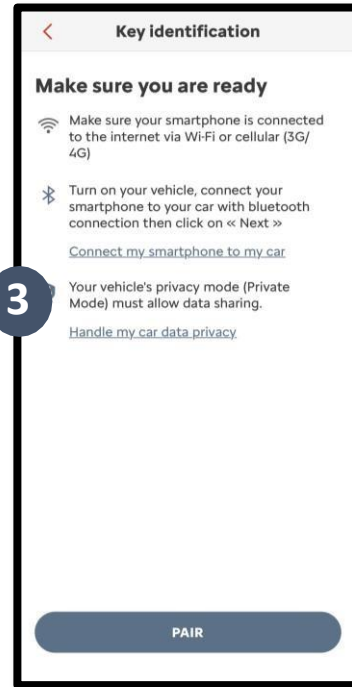 Key identification
Make sure you are ready
Make sure your smartphone is connected
to the internet via Wi-Fi or cellular (3G/
4G)
Turn on your vehicle, connect your
smartphone to your car with bluetooth
connection then click on « Next »
Connect my smartphone to my car
3
Your vehicle's privacy mode (Private
Mode) must allow data sharing.
Handle my car data privacy
PAIR